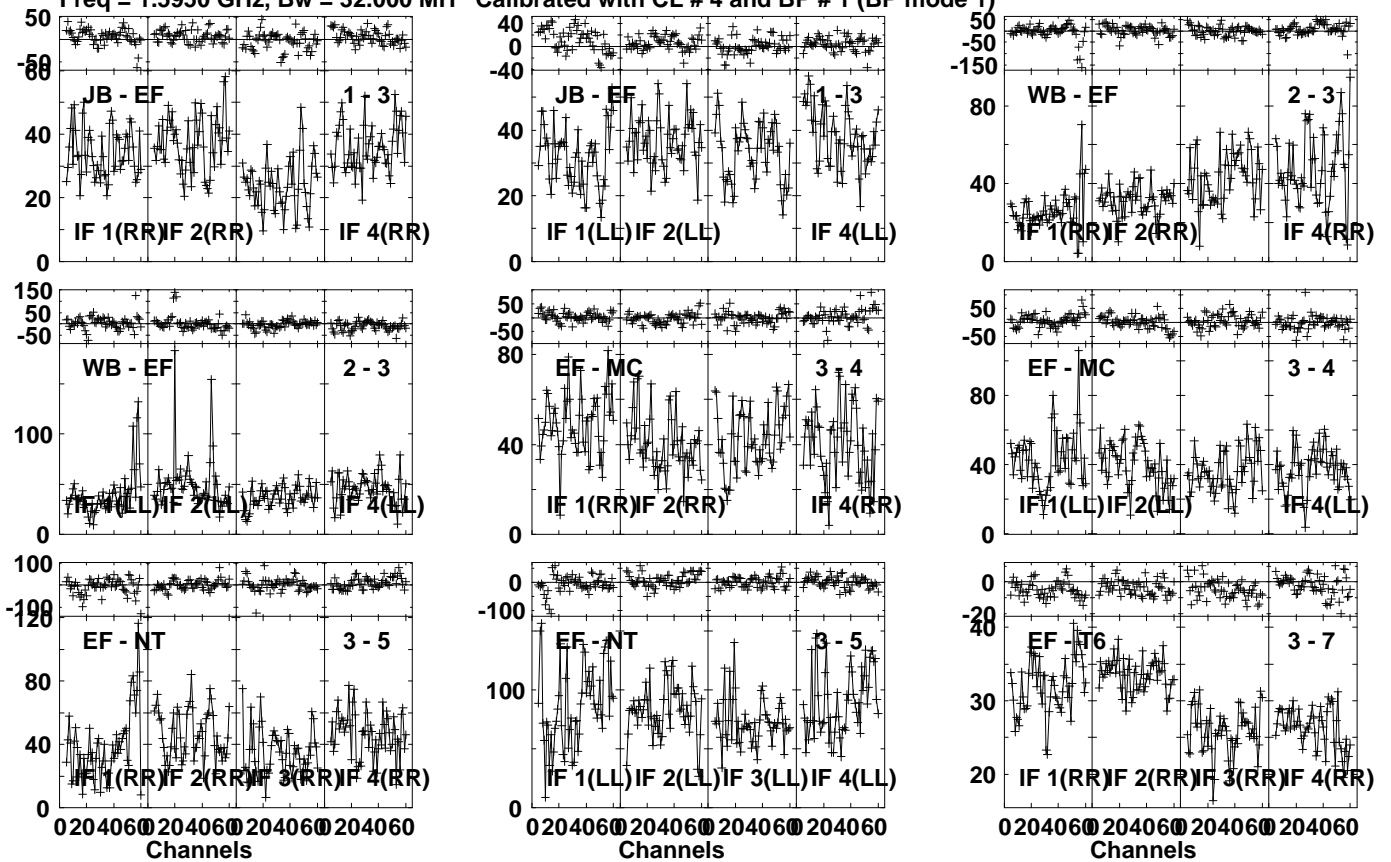 Freq = 1.5950 GHz, Bw = 32.000 MH Calibrated with CL # 4 and BP # 1 (BP mode 1)
50
-50
60
40
20
0
JB - EF 1 - 3
IF 1(RR) IF 2(RR) IF 4(RR)
40
0
-40
40
20
0
JB - EF 1 - 3
IF 1(LL) IF 2(LL) IF 4(LL)
50
-50
-150
80
40
0
WB - EF 2 - 3
IF 1(RR) IF 2(RR) IF 4(RR)
150
50
-50
100
0
WB - EF 2 - 3
IF 1(LL) IF 2(LL) IF 4(LL)
50
-50
80
40
0
EF - MC 3 - 4
IF 1(RR) IF 2(RR) IF 4(RR)
50
-50
80
40
0
EF - MC 3 - 4
IF 1(LL) IF 2(LL) IF 4(LL)
100
-100
120
80
40
0
EF - NT 3 - 5
IF 1(RR) IF 2(RR) IF 3(RR) IF 4(RR)
0 20 40 60 0 20 40 60 0 20 40 60 0 20 40 60
Channels
0
-100
100
0
EF - NT 3 - 5
IF 1(LL) IF 2(LL) IF 3(LL) IF 4(LL)
0 20 40 60 0 20 40 60 0 20 40 60 0 20 40 60
Channels
0
-20
40
30
20
EF - T6 3 - 7
IF 1(RR) IF 2(RR) IF 3(RR) IF 4(RR)
0 20 40 60 0 20 40 60 0 20 40 60 0 20 40 60
Channels